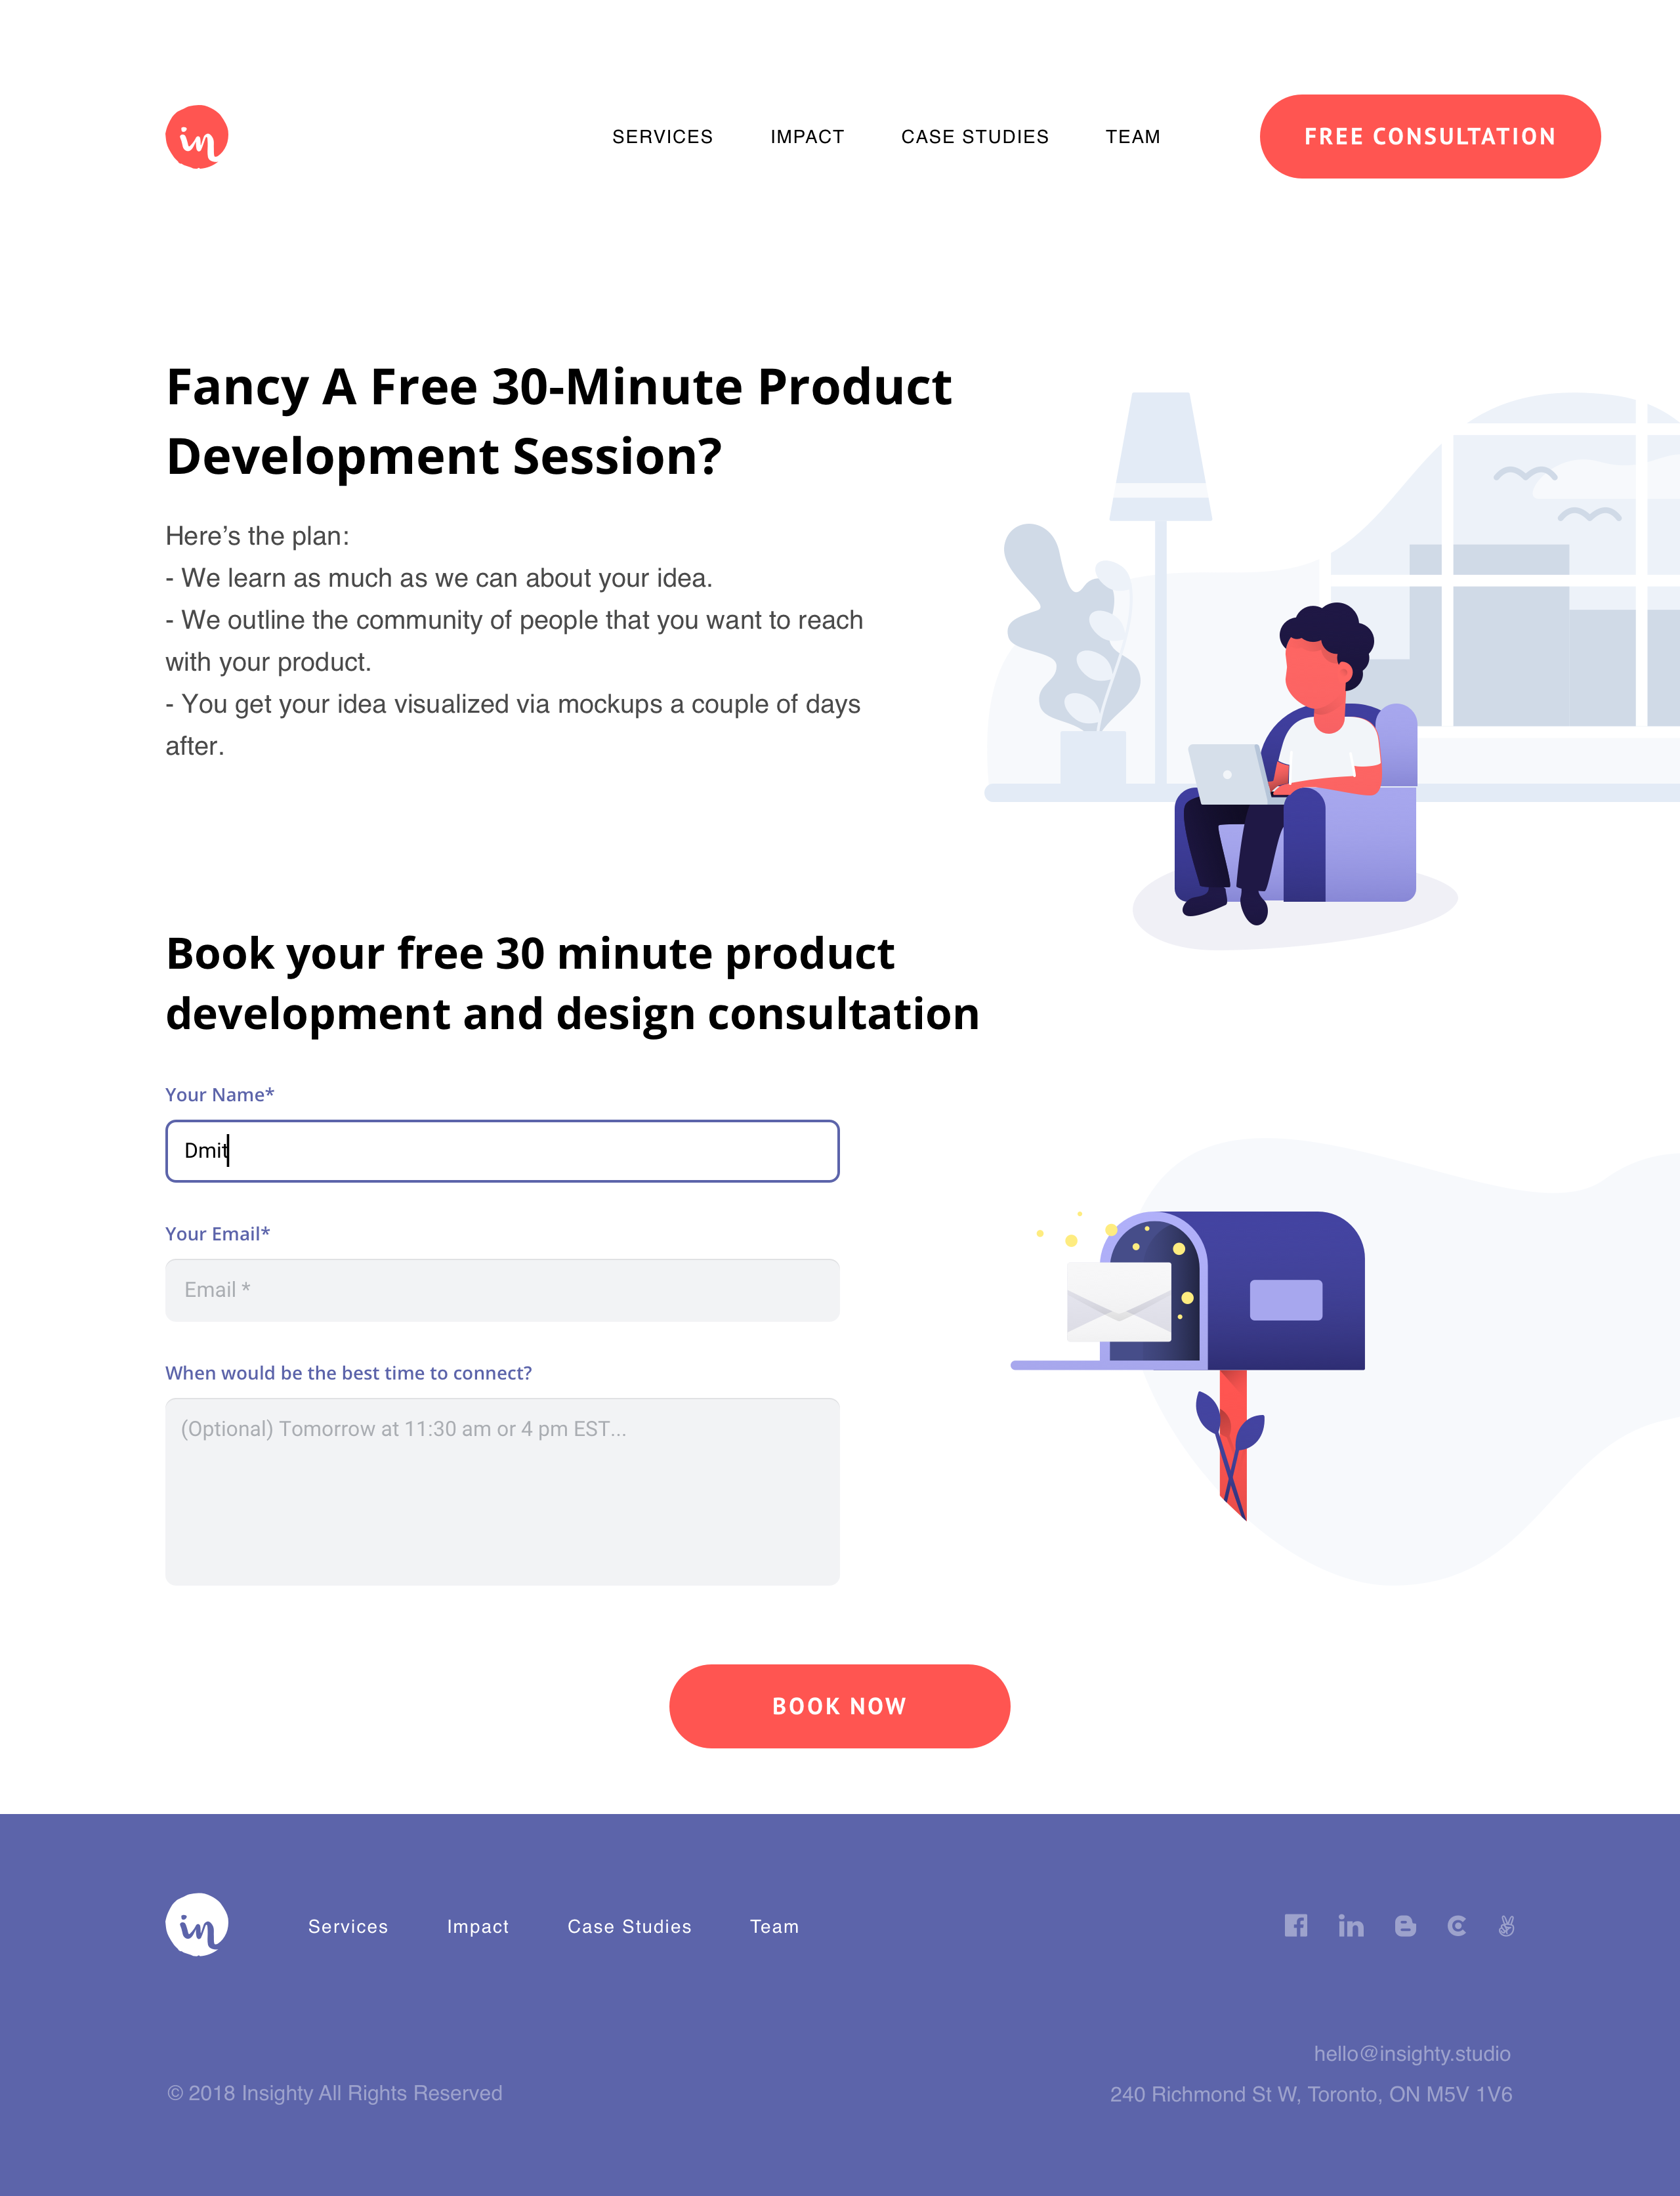 in
SERVICES
IMPACT
CASE STUDIES
TEAM
FREE CONSULTATION
Fancy A Free 30-Minute Product
Development Session?
Here’s the plan:
- We learn as much as we can about your idea.
- We outline the community of people that you want to reach
with your product.
- You get your idea visualized via mockups a couple of days
after.
Book your free 30 minute product
development and design consultation
Your Name*
Dmit
Your Email*
Email *
When would be the best time to connect?
(Optional) Tomorrow at 11:30 am or 4 pm EST...
BOOK NOW
in
Services
Impact
Case Studies
Team
hello@insighty.studio
© 2018 Insighty All Rights Reserved
240 Richmond St W, Toronto, ON M5V 1V6